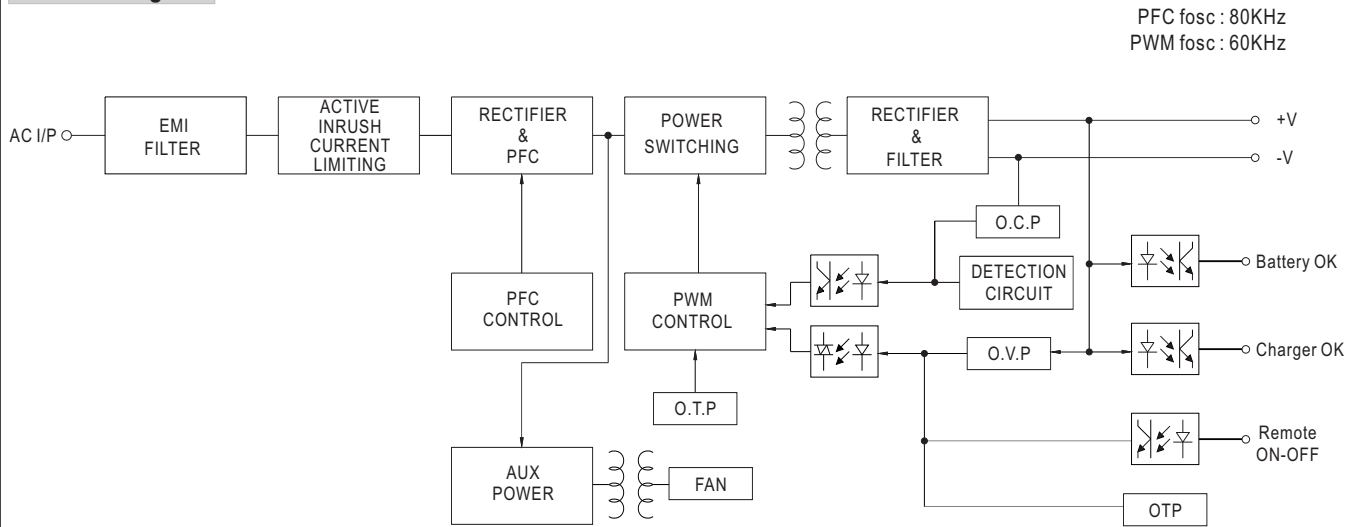 PFC fosc : 80KHz
PWM fosc : 60KHz
AC I/P
EMI
FILTER
ACTIVE
INRUSH
CURRENT
LIMITING
RECTIFIER
&
PFC
POWER
SWITCHING
RECTIFIER
&
FILTER
+V
-V
O.C.P
DETECTION
CIRCUIT
Battery OK
PFC
CONTROL
PWM
CONTROL
O.V.P
Charger OK
O.T.P
Remote
ON-OFF
AUX
POWER
FAN
OTP